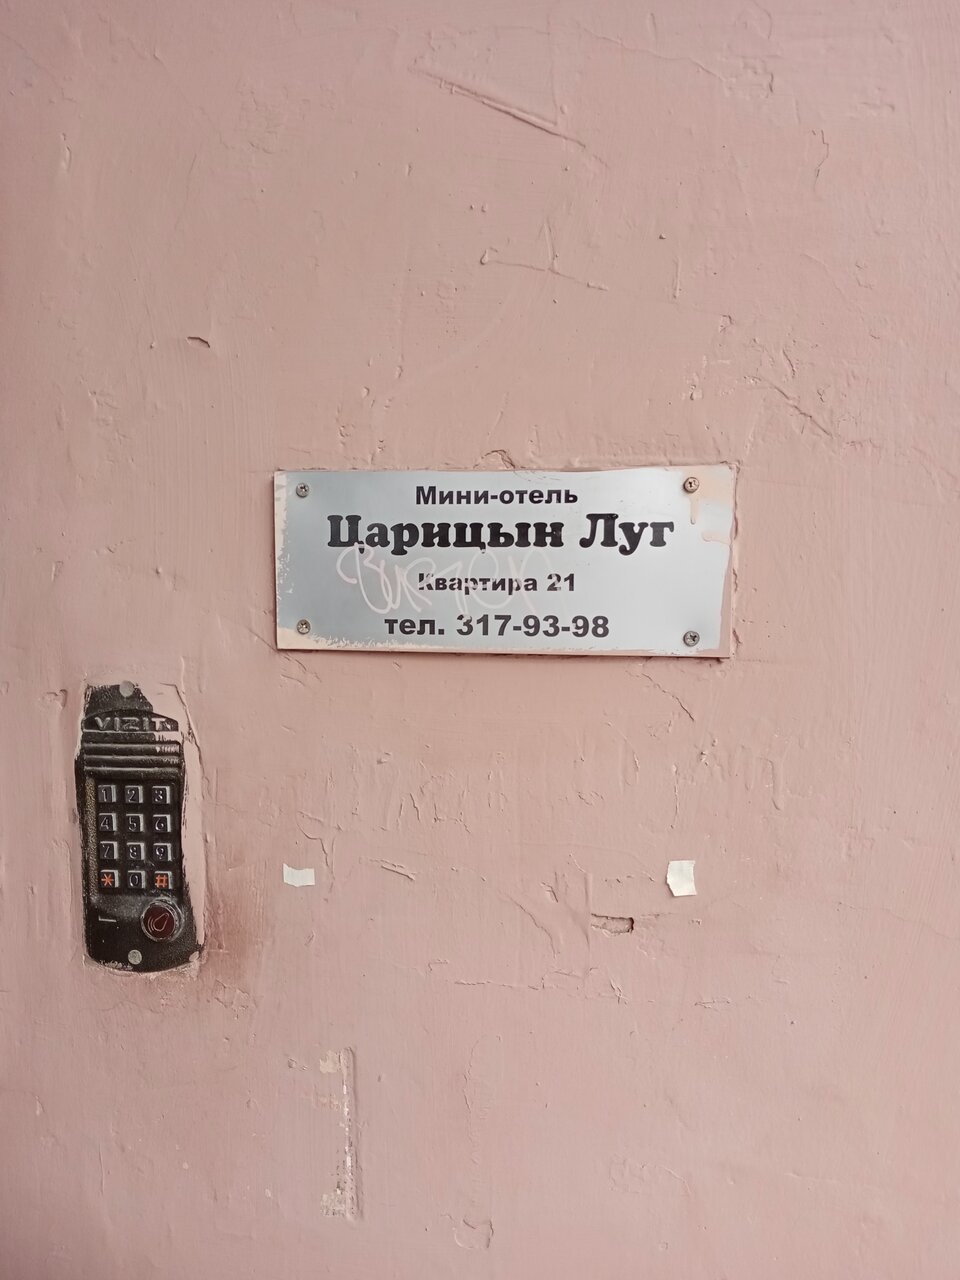 Мини-отель
Царицын Луг
Квартира 21
тел. 317-93-98
VIZIT
1 2 3
4 5 6
7 8 9
* 0 #